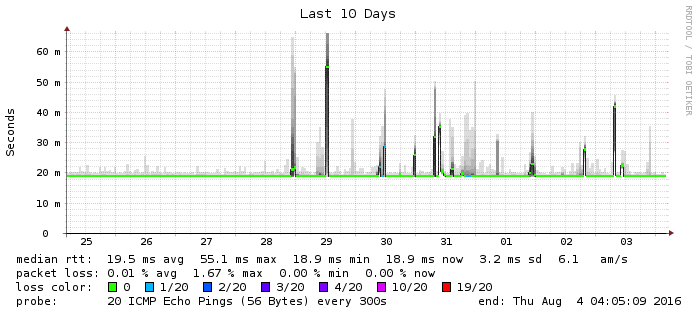 Last 10 Days
RRDTOOL / TOBI OETIKER
Seconds
60 m
50 m
40 m
30 m
20 m
10 m
0
25 26 27 28 29 30 31 01 02 03
median rtt: 19.5 ms avg 55.1 ms max 18.9 ms min 18.9 ms now 3.2 ms sd 6.1 am/s
packet loss: 0.01 % avg 1.67 % max 0.00 % min 0.00 % now
loss color: 0 1/20 2/20 3/20 4/20 10/20 19/20
probe: 20 ICMP Echo Pings (56 Bytes) every 300s end: Thu Aug 4 04:05:09 2016